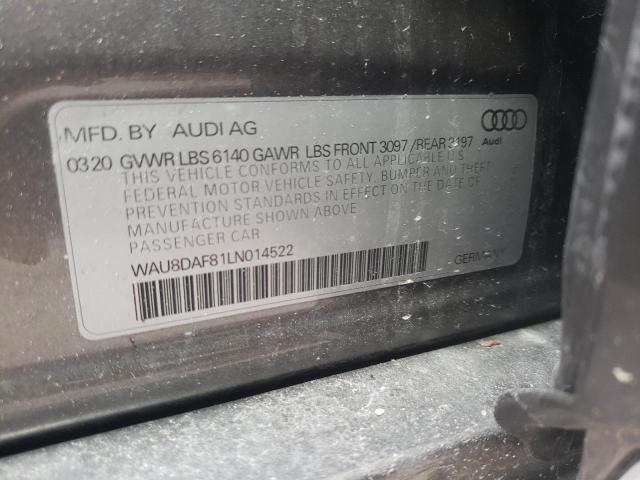 MFD. BY AUDI AG
Audi
0320 GVWR LBS 6140 GAWR LBS FRONT 3097 /REAR 3197
THIS VEHICLE CONFORMS TO ALL APPLICABLE U.S.
FEDERAL MOTOR VEHICLE SAFETY, BUMPER AND THEFT
PREVENTION STANDARDS IN EFFECT ON THE DATE OF
MANUFACTURE SHOWN ABOVE
PASSENGER CAR
WAU8DAF81LN014522
GERMANY